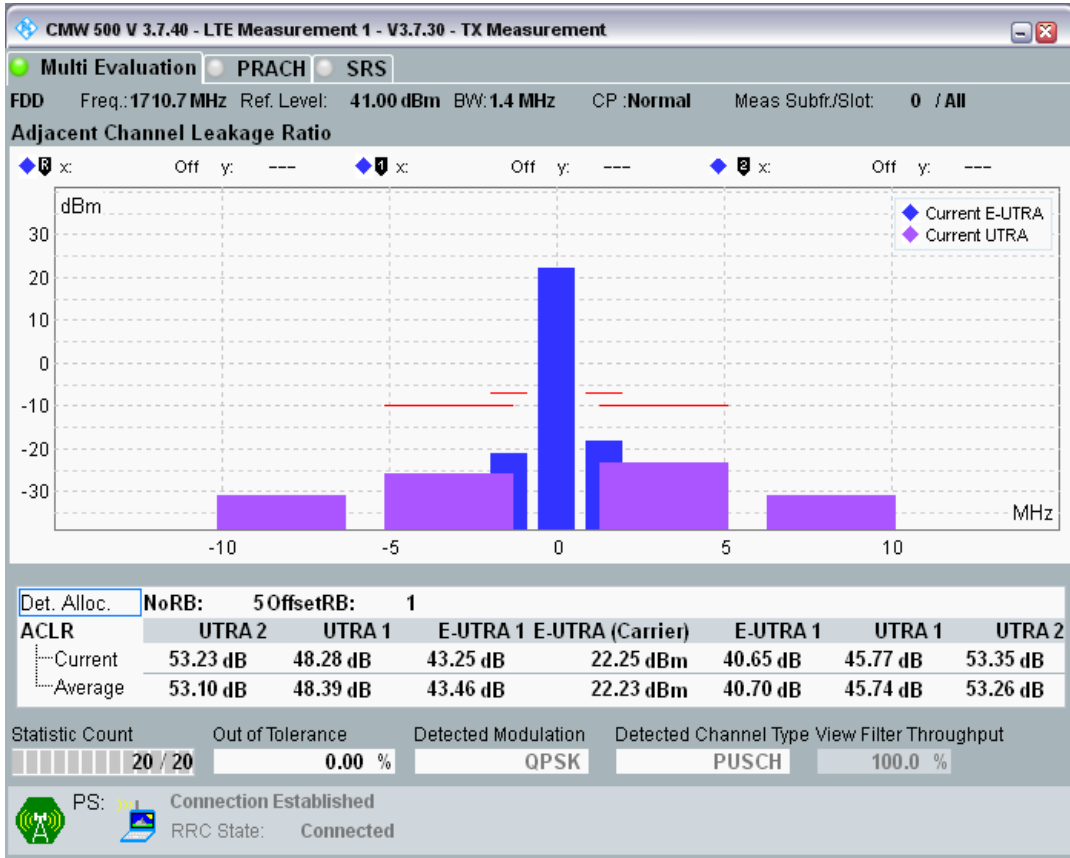 CMW 500 V 3.7.40 - LTE Measurement 1 - V3.7.30 - TX Measurement
Multi Evaluation PRACH SRS
FDD Freq.: 1710.7 MHz Ref. Level: 41.00 dBm BW: 1.4 MHz CP :Normal Meas Subfr./Slot: 0 / All
Adjacent Channel Leakage Ratio
R x: Off y: --- 1 x: Off y: --- 2 x: Off y: ---
dBm
Current E-UTRA
Current UTRA
30
20
10
0
-10
-20
-30
MHz
-10 -5 0 5 10
Det. Alloc. NoRB: 5 OffsetRB: 1
ACLR UTRA 2 UTRA 1 E-UTRA 1 E-UTRA (Carrier) E-UTRA 1 UTRA 1 UTRA 2
Current 53.23 dB 48.28 dB 43.25 dB 22.25 dBm 40.65 dB 45.77 dB 53.35 dB
Average 53.10 dB 48.39 dB 43.46 dB 22.23 dBm 40.70 dB 45.74 dB 53.26 dB
Statistic Count Out of Tolerance Detected Modulation Detected Channel Type View Filter Throughput
20 / 20 0.00 % QPSK PUSCH 100.0 %
PS: Connection Established
RRC State: Connected